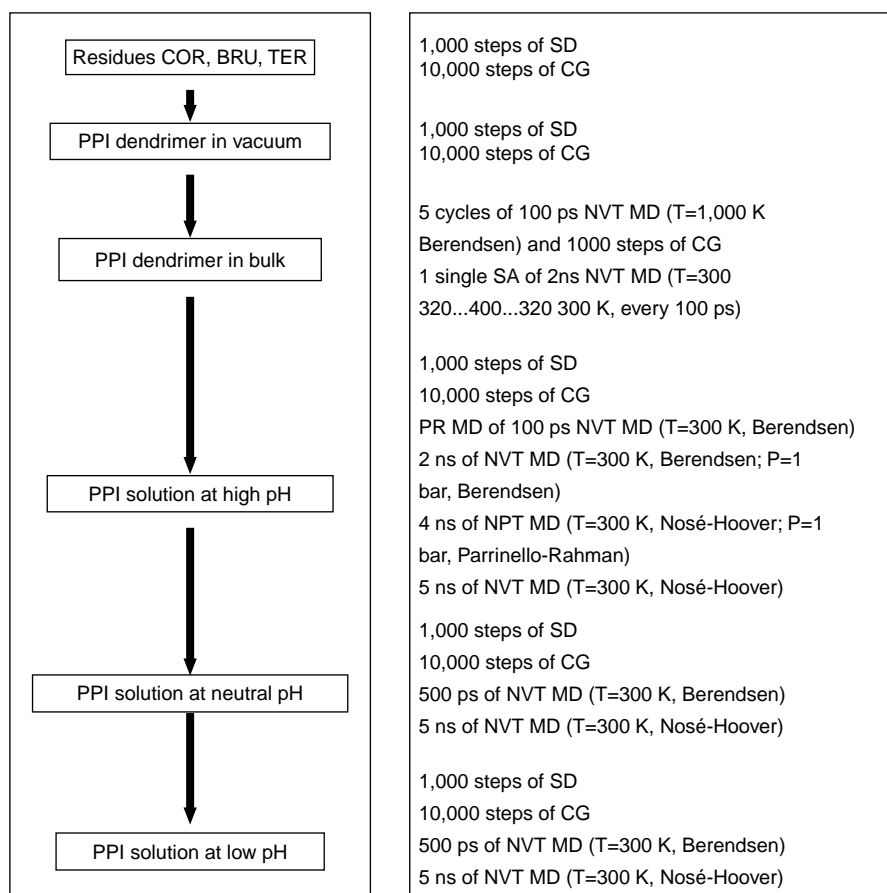 Residues COR, BRU, TER
PPI dendrimer in vacuum
PPI dendrimer in bulk
PPI solution at high pH
PPI solution at neutral pH
PPI solution at low pH
1,000 steps of SD
10,000 steps of CG
1,000 steps of SD
10,000 steps of CG
5 cycles of 100 ps NVT MD (T=1,000 K
Berendsen) and 1000 steps of CG
1 single SA of 2ns NVT MD (T=300
320...400...320 300 K, every 100 ps)
1,000 steps of SD
10,000 steps of CG
PR MD of 100 ps NVT MD (T=300 K, Berendsen)
2 ns of NVT MD (T=300 K, Berendsen; P=1
bar, Berendsen)
4 ns of NPT MD (T=300 K, Nosé-Hoover; P=1
bar, Parrinello-Rahman)
5 ns of NVT MD (T=300 K, Nosé-Hoover)
1,000 steps of SD
10,000 steps of CG
500 ps of NVT MD (T=300 K, Berendsen)
5 ns of NVT MD (T=300 K, Nosé-Hoover)
1,000 steps of SD
10,000 steps of CG
500 ps of NVT MD (T=300 K, Berendsen)
5 ns of NVT MD (T=300 K, Nosé-Hoover)